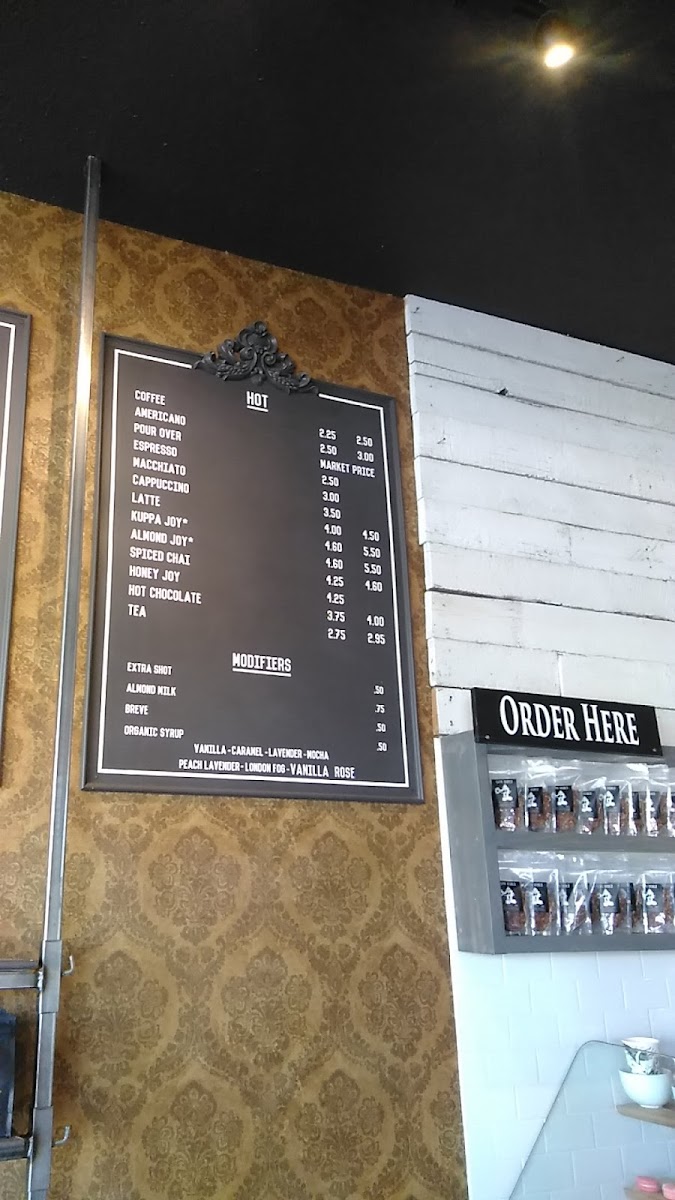 HOT
COFFEE 2.25 2.50
AMERICANO 2.50 3.00
POUR OVER MARKET PRICE
ESPRESSO 2.50
MACCHIATO 3.00
CAPPUCCINO 3.50
LATTE 4.00 4.50
KUPPA JOY* 4.60 5.50
ALMOND JOY* 4.60 5.50
SPICED CHAI 4.25 4.60
HONEY JOY 4.25
HOT CHOCOLATE 3.75 4.00
TEA 2.75 2.95
MODIFIERS
EXTRA SHOT .50
ALMOND MILK .75
BREVE .50
ORGANIC SYRUP .50
VANILLA - CARAMEL - LAVENDER - MOCHA
PEACH LAVENDER - LONDON FOG - VANILLA ROSE
ORDER HERE